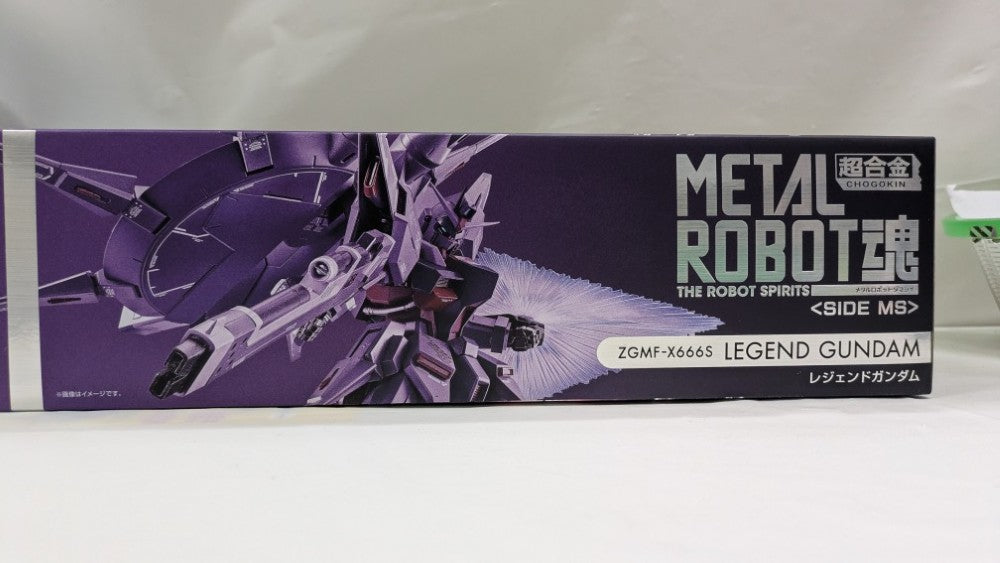 METAL
超合金
CHOGOKIN
ROBOT魂
THE ROBOT SPIRITS
メタルロボットダマシイ
<SIDE MS>
ZGMF-X666S LEGEND GUNDAM
レジェンドガンダム
※画像はイメージです。